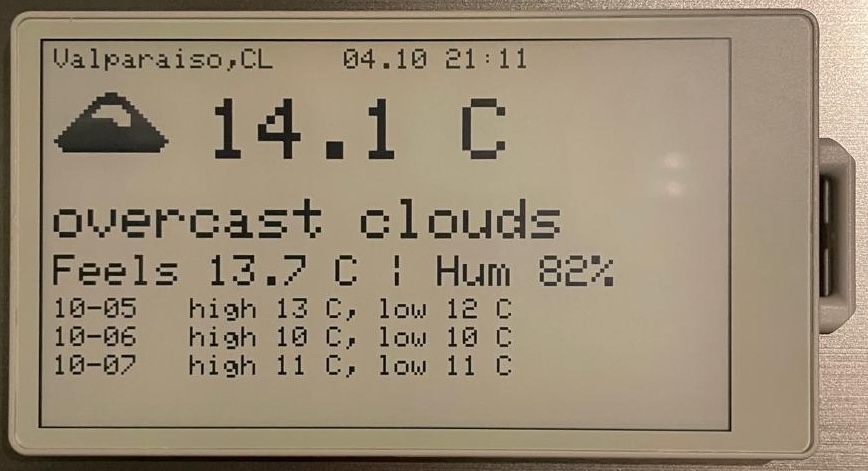 Valparaiso,CL 04.10 21:11
14.1 C
overcast clouds
Feels 13.7 C | Hum 82%
10-05 high 13 C, low 12 C
10-06 high 10 C, low 10 C
10-07 high 11 C, low 11 C